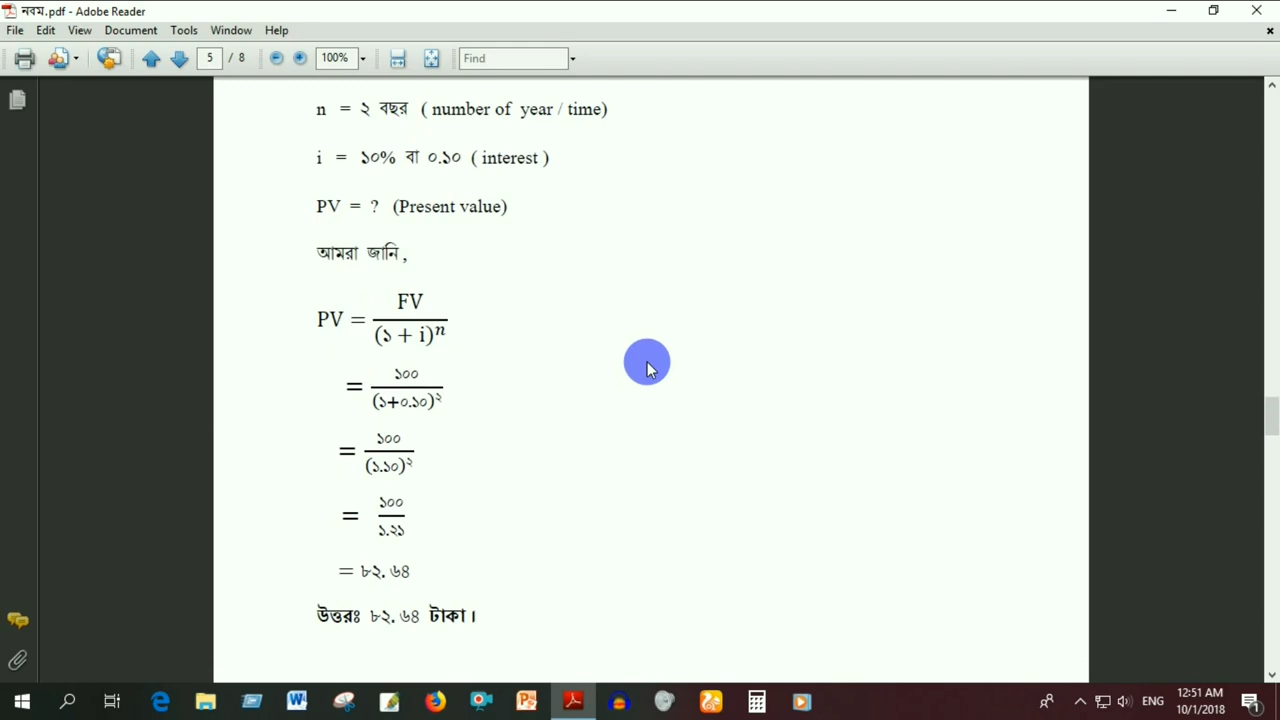 নবম.pdf - Adobe Reader
File Edit View Document Tools Window Help
5 / 8 100% Find
n = ২ বছর ( number of year / time)
i = ১০% বা ০.১০ ( interest )
PV = ? (Present value)
আমরা জানি ,
PV = FV / (১ + i)^n
= ১০০ / (১+০.১০)^২
= ১০০ / (১.১০)^২
= ১০০ / ১.২১
= ৮২. ৬৪
উত্তরঃ ৮২. ৬৪ টাকা।
ENG
12:51 AM
10/1/2018
1